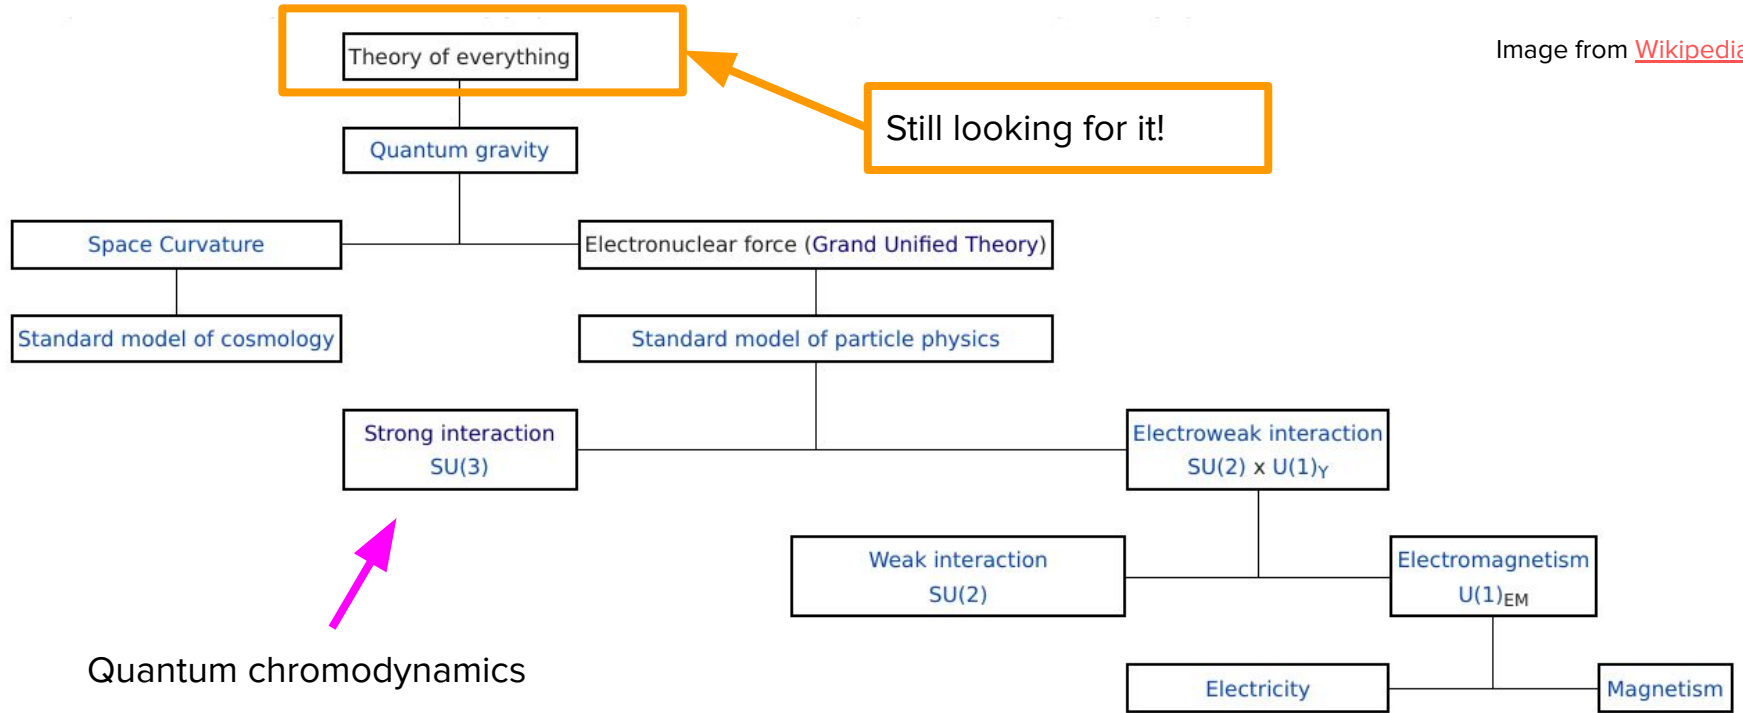 Theory of everything
Image from Wikipedia
Still looking for it!
Quantum gravity
Space Curvature
Electronuclear force (Grand Unified Theory)
Standard model of cosmology
Standard model of particle physics
Strong interaction
SU(3)
Electroweak interaction
SU(2) x U(1)Y
Weak interaction
SU(2)
Electromagnetism
U(1)EM
Quantum chromodynamics
Electricity
Magnetism